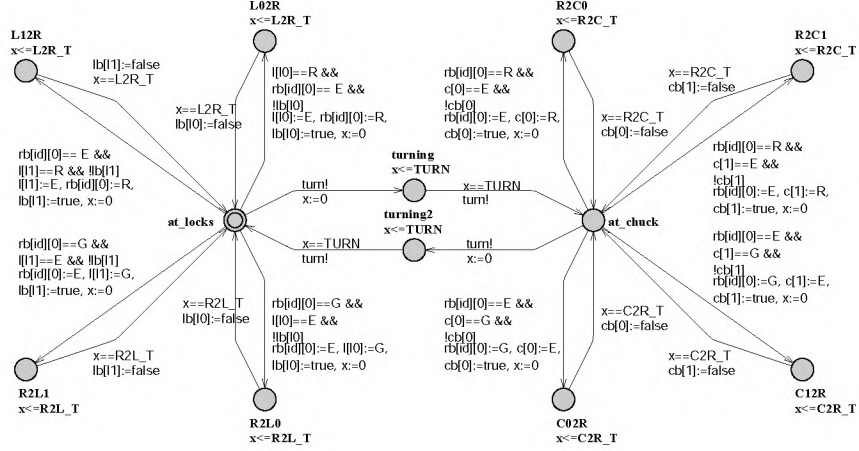 L12R
x<=L2R_T
lb[l1]:=false
x==L2R_T
L02R
x<=L2R_T
x==L2R_T
lb[l0]:=false
l[l0]==R &&
rb[id][0]== E &&
!lb[l0]
l[l0]:=E, rb[id][0]:=R,
lb[l0]:=true, x:=0
R2C0
x<=R2C_T
rb[id][0]==R &&
c[0]==E &&
!cb[0]
rb[id][0]:=E, c[0]:=R,
cb[0]:=true, x:=0
x==R2C_T
cb[0]:=false
R2C1
x<=R2C_T
x==R2C_T
cb[1]:=false
rb[id][0]== E &&
l[l1]==R && !lb[l1]
l[l1]:=E, rb[id][0]:=R,
lb[l1]:=true, x:=0
rb[id][0]==R &&
c[1]==E &&
!cb[1]
rb[id][0]:=E, c[1]:=R,
cb[1]:=true, x:=0
turning
x<=TURN
turn!
x:=0
x==TURN
turn!
at_locks
turning2
x<=TURN
at_chuck
x==TURN
turn!
turn!
x:=0
rb[id][0]==G &&
l[l1]==E && !lb[l1]
rb[id][0]:=E, l[l1]:=G,
lb[l1]:=true, x:=0
x==R2L_T
lb[l0]:=false
rb[id][0]==G &&
l[l0]==E &&
!lb[l0]
rb[id][0]:=E, l[l0]:=G,
lb[l0]:=true, x:=0
rb[id][0]==E &&
c[0]==G &&
!cb[0]
rb[id][0]:=G, c[0]:=E,
cb[0]:=true, x:=0
x==C2R_T
cb[0]:=false
rb[id][0]==E &&
c[1]==G &&
!cb[1]
rb[id][0]:=G, c[1]:=E,
cb[1]:=true, x:=0
x==R2L_T
lb[l1]:=false
R2L1
x<=R2L_T
R2L0
x<=R2L_T
C02R
x<=C2R_T
x==C2R_T
cb[1]:=false
C12R
x<=C2R_T